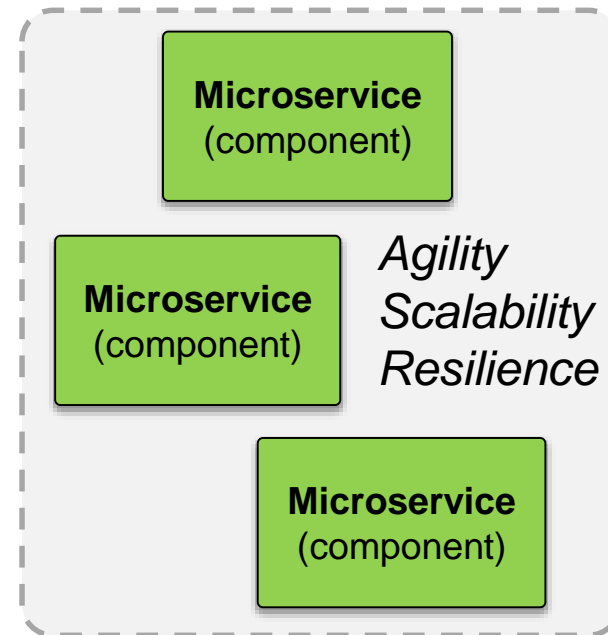 Microservice
(component)
Microservice
(component)
Agility
Scalability
Resilience
Microservice
(component)